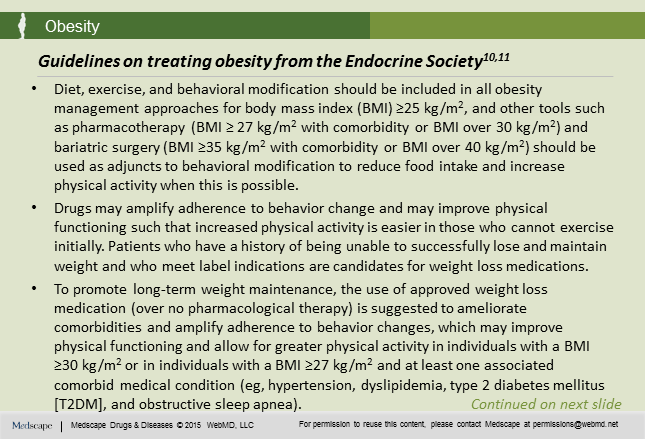 Obesity
Guidelines on treating obesity from the Endocrine Society10,11
• Diet, exercise, and behavioral modification should be included in all obesity
management approaches for body mass index (BMI) ≥25 kg/m2, and other tools such
as pharmacotherapy (BMI ≥ 27 kg/m2 with comorbidity or BMI over 30 kg/m2) and
bariatric surgery (BMI ≥35 kg/m2 with comorbidity or BMI over 40 kg/m2) should be
used as adjuncts to behavioral modification to reduce food intake and increase
physical activity when this is possible.
• Drugs may amplify adherence to behavior change and may improve physical
functioning such that increased physical activity is easier in those who cannot exercise
initially. Patients who have a history of being unable to successfully lose and maintain
weight and who meet label indications are candidates for weight loss medications.
• To promote long-term weight maintenance, the use of approved weight loss
medication (over no pharmacological therapy) is suggested to ameliorate
comorbidities and amplify adherence to behavior changes, which may improve
physical functioning and allow for greater physical activity in individuals with a BMI
≥30 kg/m2 or in individuals with a BMI ≥27 kg/m2 and at least one associated
comorbid medical condition (eg, hypertension, dyslipidemia, type 2 diabetes mellitus
[T2DM], and obstructive sleep apnea). Continued on next slide
Medscape | Medscape Drugs & Diseases © 2015 WebMD, LLC For permission to reuse this content, please contact Medscape at permissions@webmd.net